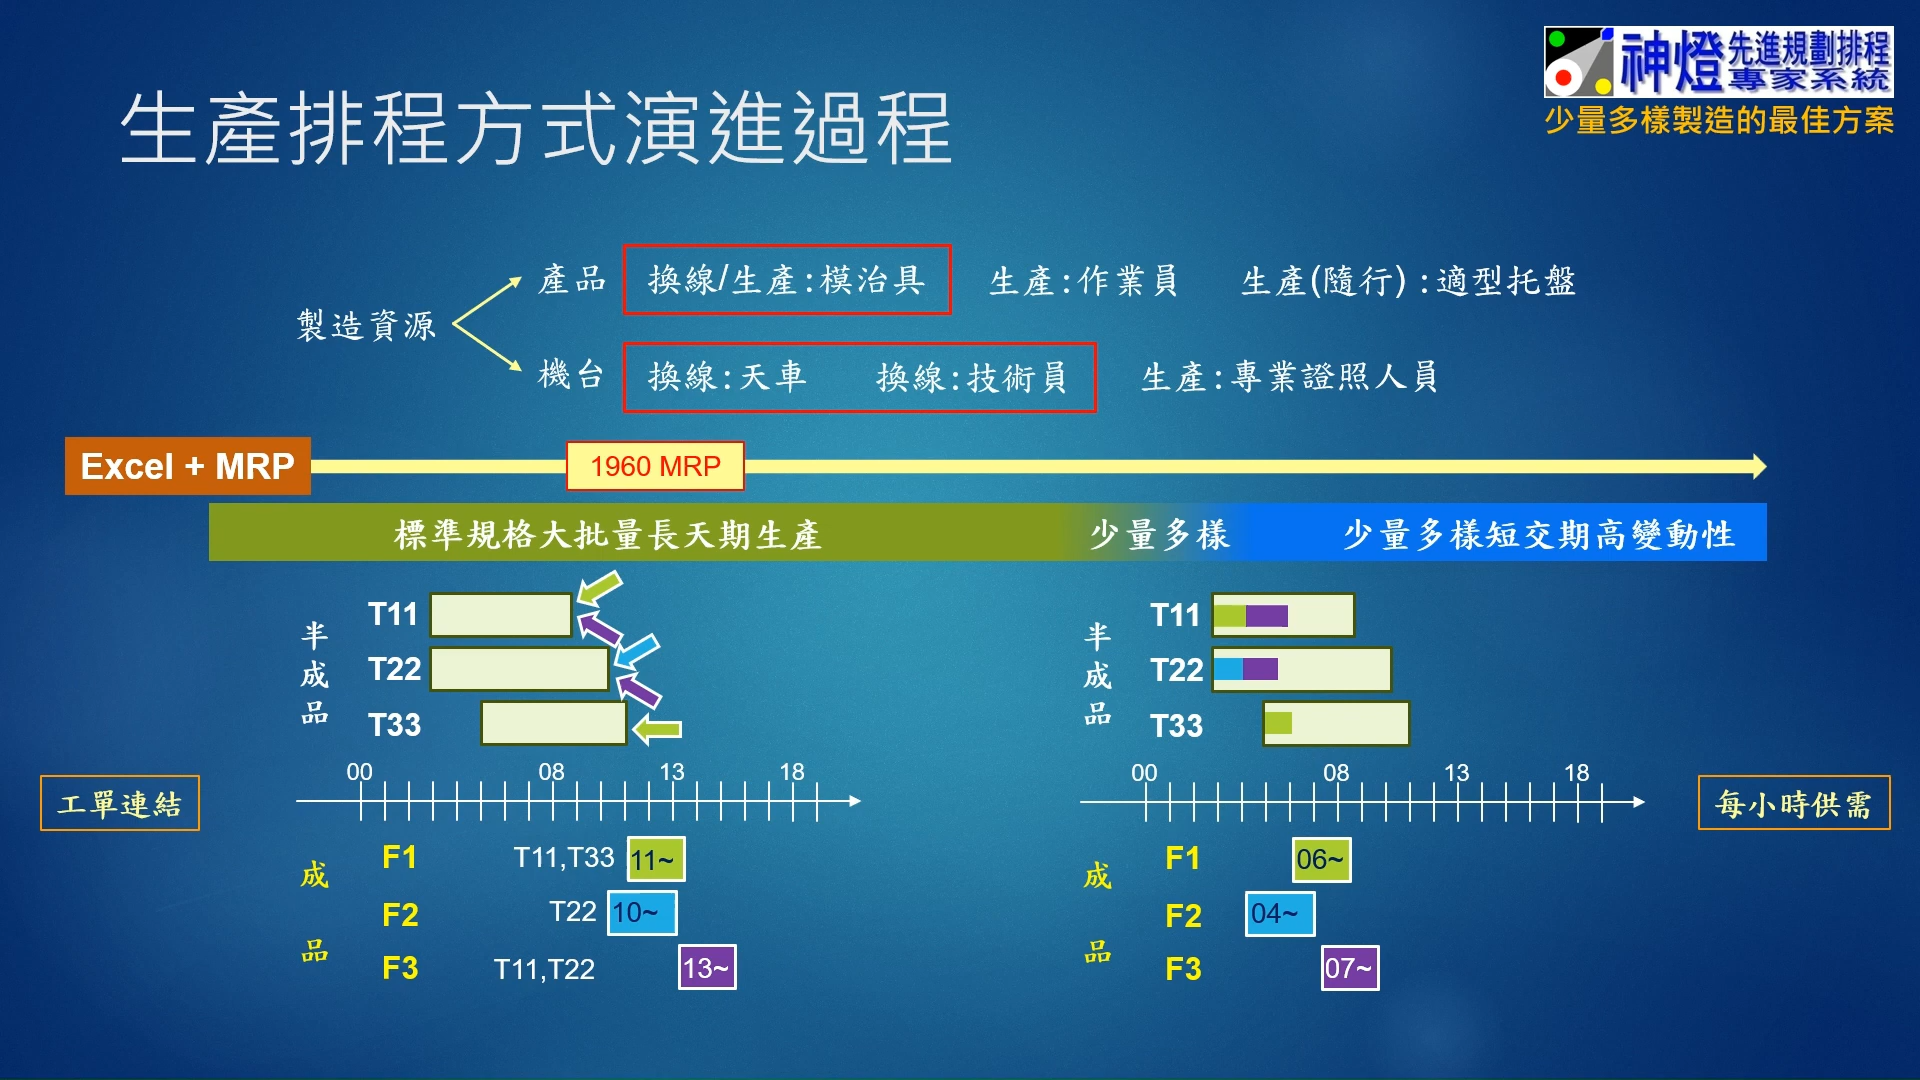 神燈 先進規劃排程
專家系統
少量多樣製造的最佳方案
生產排程方式演進過程
製造資源
產品 換線/生產:模治具 生產:作業員 生產(隨行) :適型托盤
機台 換線:天車 換線:技術員 生產:專業證照人員
Excel + MRP
1960 MRP
標準規格大批量長天期生產
少量多樣
少量多樣短交期高變動性
半成品
T11
T22
T33
00 08 13 18
工單連結
成品
F1 T11,T33 11~
F2 T22 10~
F3 T11,T22 13~
半成品
T11
T22
T33
00 08 13 18
每小時供需
成品
F1 06~
F2 04~
F3 07~